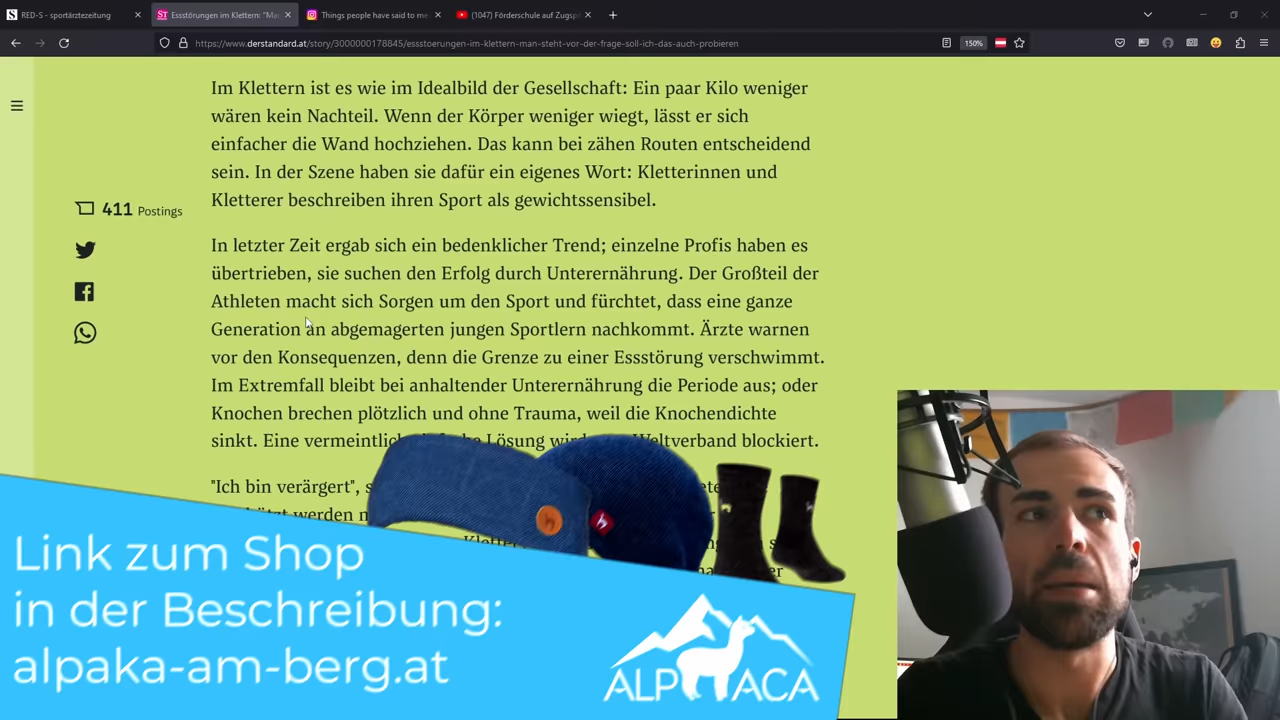 RED-S - sportärztezeitung
Essstörungen im Klettern: "Ma
Things people have said to me
(1047) Förderschule auf Zugsp
https://www.derstandard.at/story/3000000178845/essstoerungen-im-klettern-man-steht-vor-der-frage-soll-ich-das-auch-probieren
150%
Im Klettern ist es wie im Idealbild der Gesellschaft: Ein paar Kilo weniger
wären kein Nachteil. Wenn der Körper weniger wiegt, lässt er sich
einfacher die Wand hochziehen. Das kann bei zähen Routen entscheidend
sein. In der Szene haben sie dafür ein eigenes Wort: Kletterinnen und
Kletterer beschreiben ihren Sport als gewichtssensibel.
411 Postings
In letzter Zeit ergab sich ein bedenklicher Trend; einzelne Profis haben es
übertrieben, sie suchen den Erfolg durch Unterernährung. Der Großteil der
Athleten macht sich Sorgen um den Sport und fürchtet, dass eine ganze
Generation an abgemagerten jungen Sportlern nachkommt. Ärzte warnen
vor den Konsequenzen, denn die Grenze zu einer Essstörung verschwimmt.
Im Extremfall bleibt bei anhaltender Unterernährung die Periode aus; oder
Knochen brechen plötzlich und ohne Trauma, weil die Knochendichte
sinkt. Eine Lösung blockiert.
"Ich bin verärgert",
werden
Link zum Shop
in der Beschreibung:
alpaka-am-berg.at
ALPACA